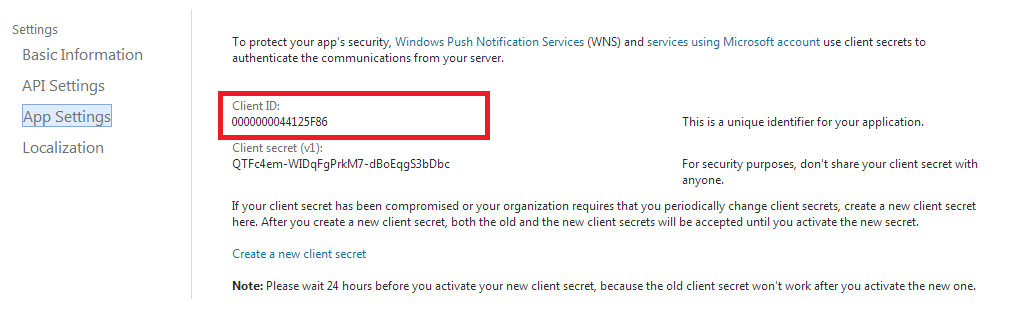 Settings
Basic Information
API Settings
App Settings
Localization
To protect your app's security, Windows Push Notification Services (WNS) and services using Microsoft account use client secrets to
authenticate the communications from your server.
Client ID:
0000000044125F86
This is a unique identifier for your application.
Client secret (v1):
QTFc4em-WIDqFgPrkM7-dBoEqgS3bDbc
For security purposes, don't share your client secret with
anyone.
If your client secret has been compromised or your organization requires that you periodically change client secrets, create a new client secret
here. After you create a new client secret, both the old and the new client secrets will be accepted until you activate the new secret.
Create a new client secret
Note: Please wait 24 hours before you activate your new client secret, because the old client secret won't work after you activate the new one.